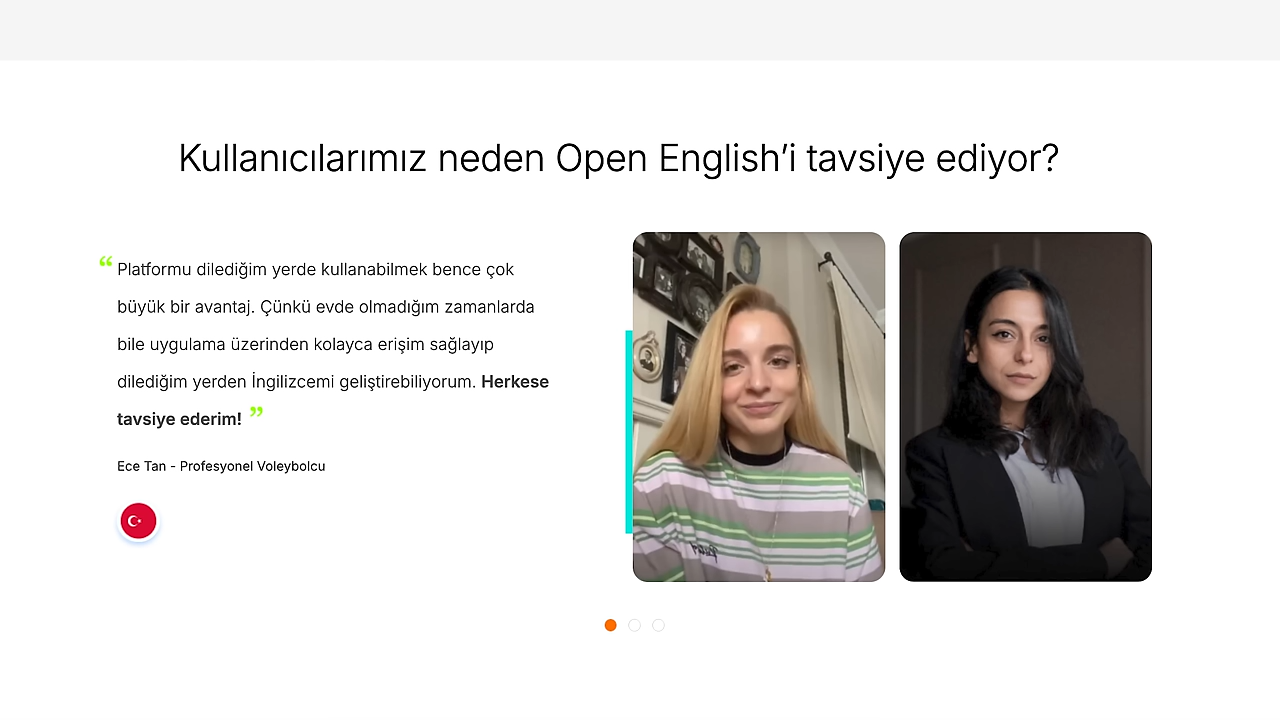 Kullanıcılarımız neden Open English’i tavsiye ediyor?
“ Platformu dilediğim yerde kullanabilmek bence çok
büyük bir avantaj. Çünkü evde olmadığım zamanlarda
bile uygulama üzerinden kolayca erişim sağlayıp
dilediğim yerden İngilizcemi geliştirebiliyorum. Herkese
tavsiye ederim! ”
Ece Tan - Profesyonel Voleybolcu